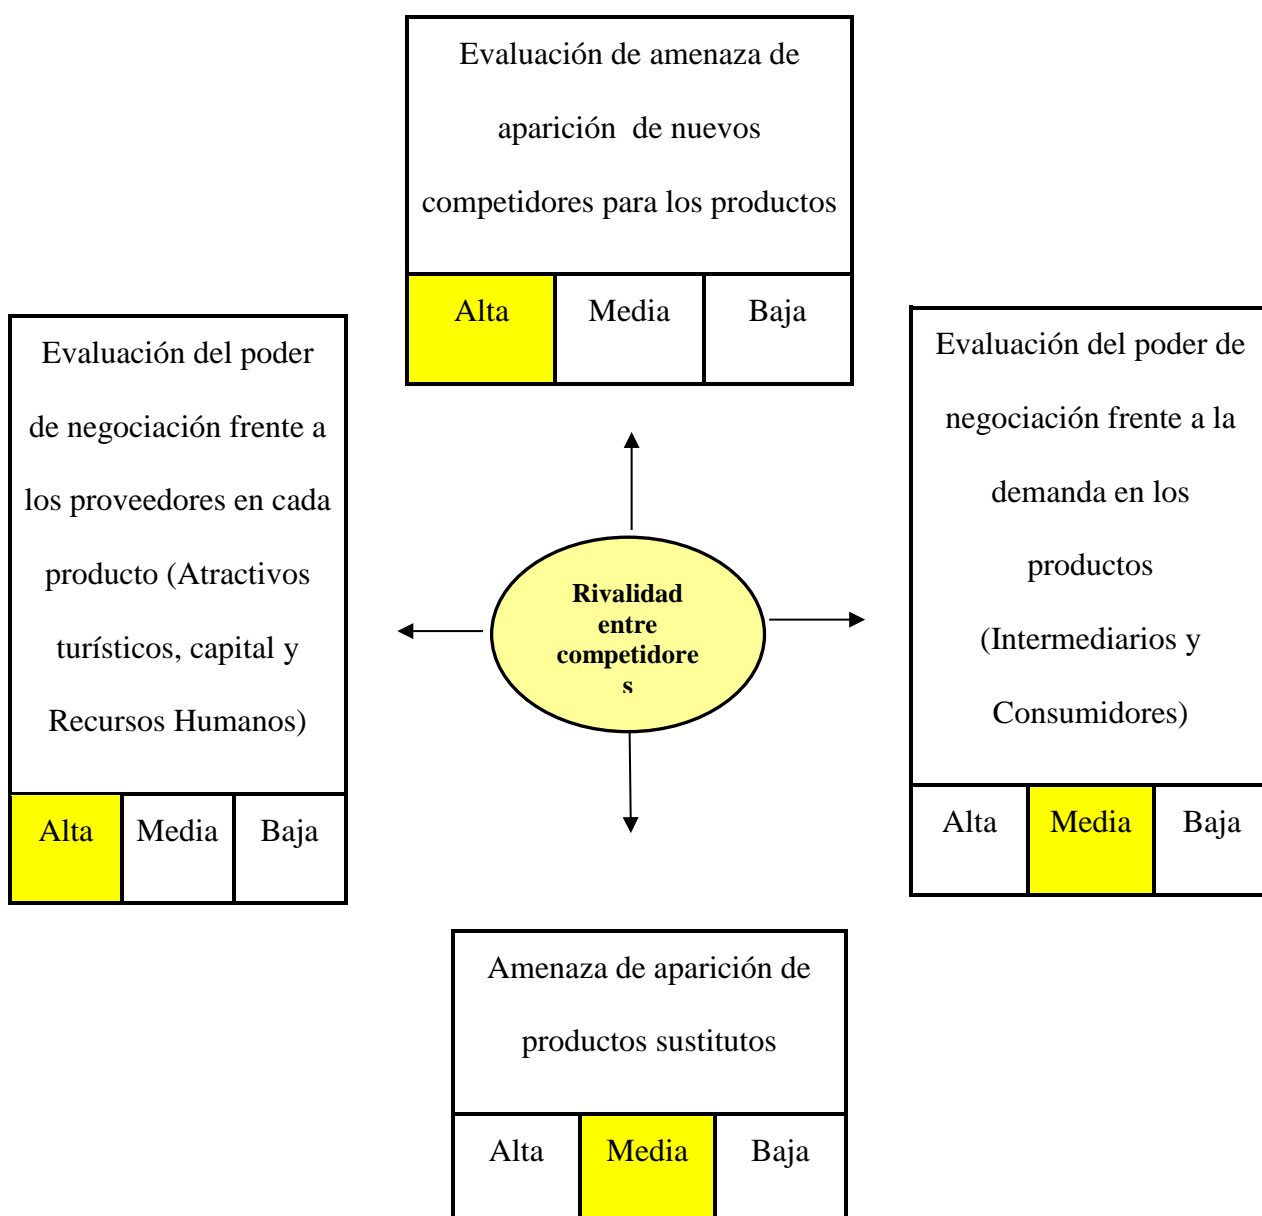 Evaluación de amenaza de
aparición de nuevos
competidores para los productos
Alta Media Baja
Evaluación del poder
de negociación frente a
los proveedores en cada
producto (Atractivos
turísticos, capital y
Recursos Humanos)
Alta Media Baja
Rivalidad
entre
competidore
s
Evaluación del poder de
negociación frente a la
demanda en los
productos
(Intermediarios y
Consumidores)
Alta Media Baja
Amenaza de aparición de
productos sustitutos
Alta Media Baja